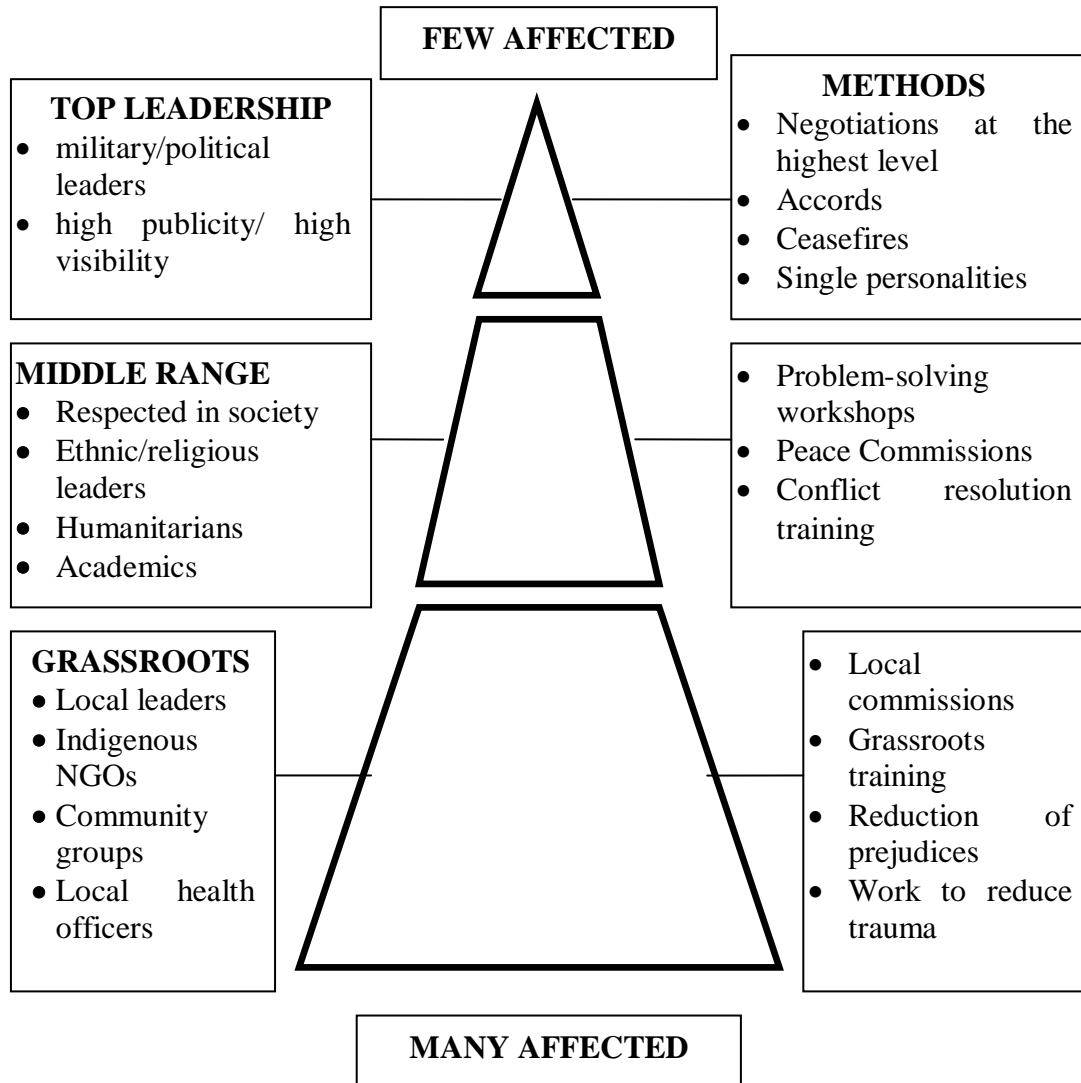 FEW AFFECTED
TOP LEADERSHIP
• military/political
leaders
• high publicity/ high
visibility
METHODS
• Negotiations at the
highest level
• Accords
• Ceasefires
• Single personalities
MIDDLE RANGE
• Respected in society
• Ethnic/religious
leaders
• Humanitarians
• Academics
• Problem-solving
workshops
• Peace Commissions
• Conflict resolution
training
GRASSROOTS
• Local leaders
• Indigenous
NGOs
• Community
groups
• Local health
officers
• Local
commissions
• Grassroots
training
• Reduction of
prejudices
• Work to reduce
trauma
MANY AFFECTED